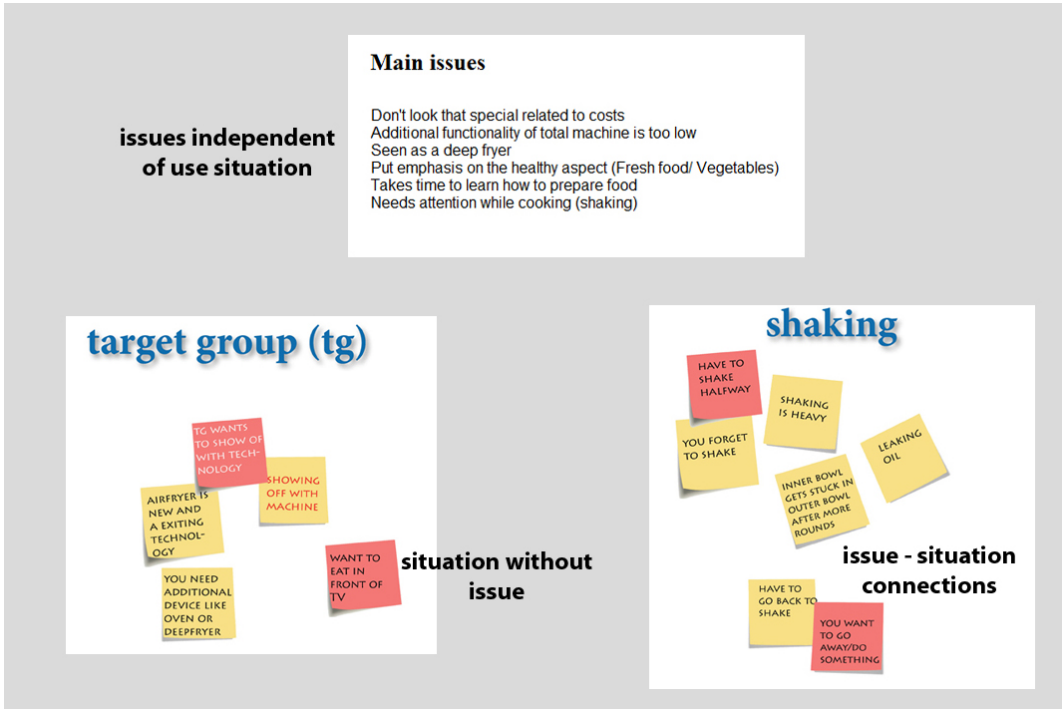 Main issues
Don't look that special related to costs
Additional functionality of total machine is too low
Seen as a deep fryer
Put emphasis on the healthy aspect (Fresh food/ Vegetables)
Takes time to learn how to prepare food
Needs attention while cooking (shaking)
issues independent
of use situation
target group (tg)
TG WANTS
TO SHOW OF
WITH TECH-
NOLOGY
SHOWING
OFF WITH
MACHINE
AIRFRYER IS
NEW AND
A EXITING
TECHNOL-
OGY
YOU NEED
ADDITIONAL
DEVICE LIKE
OVEN OR
DEEPFRYER
WANT TO
EAT IN
FRONT OF
TV
situation without
issue
shaking
HAVE TO
SHAKE
HALFWAY
SHAKING
IS HEAVY
YOU FORGET
TO SHAKE
LEAKING
OIL
INNER BOWL
GETS STUCK IN
OUTER BOWL
AFTER MORE
ROUNDS
issue - situation
connections
HAVE TO
GO BACK TO
SHAKE
YOU WANT
TO GO
AWAY/DO
SOMETHING